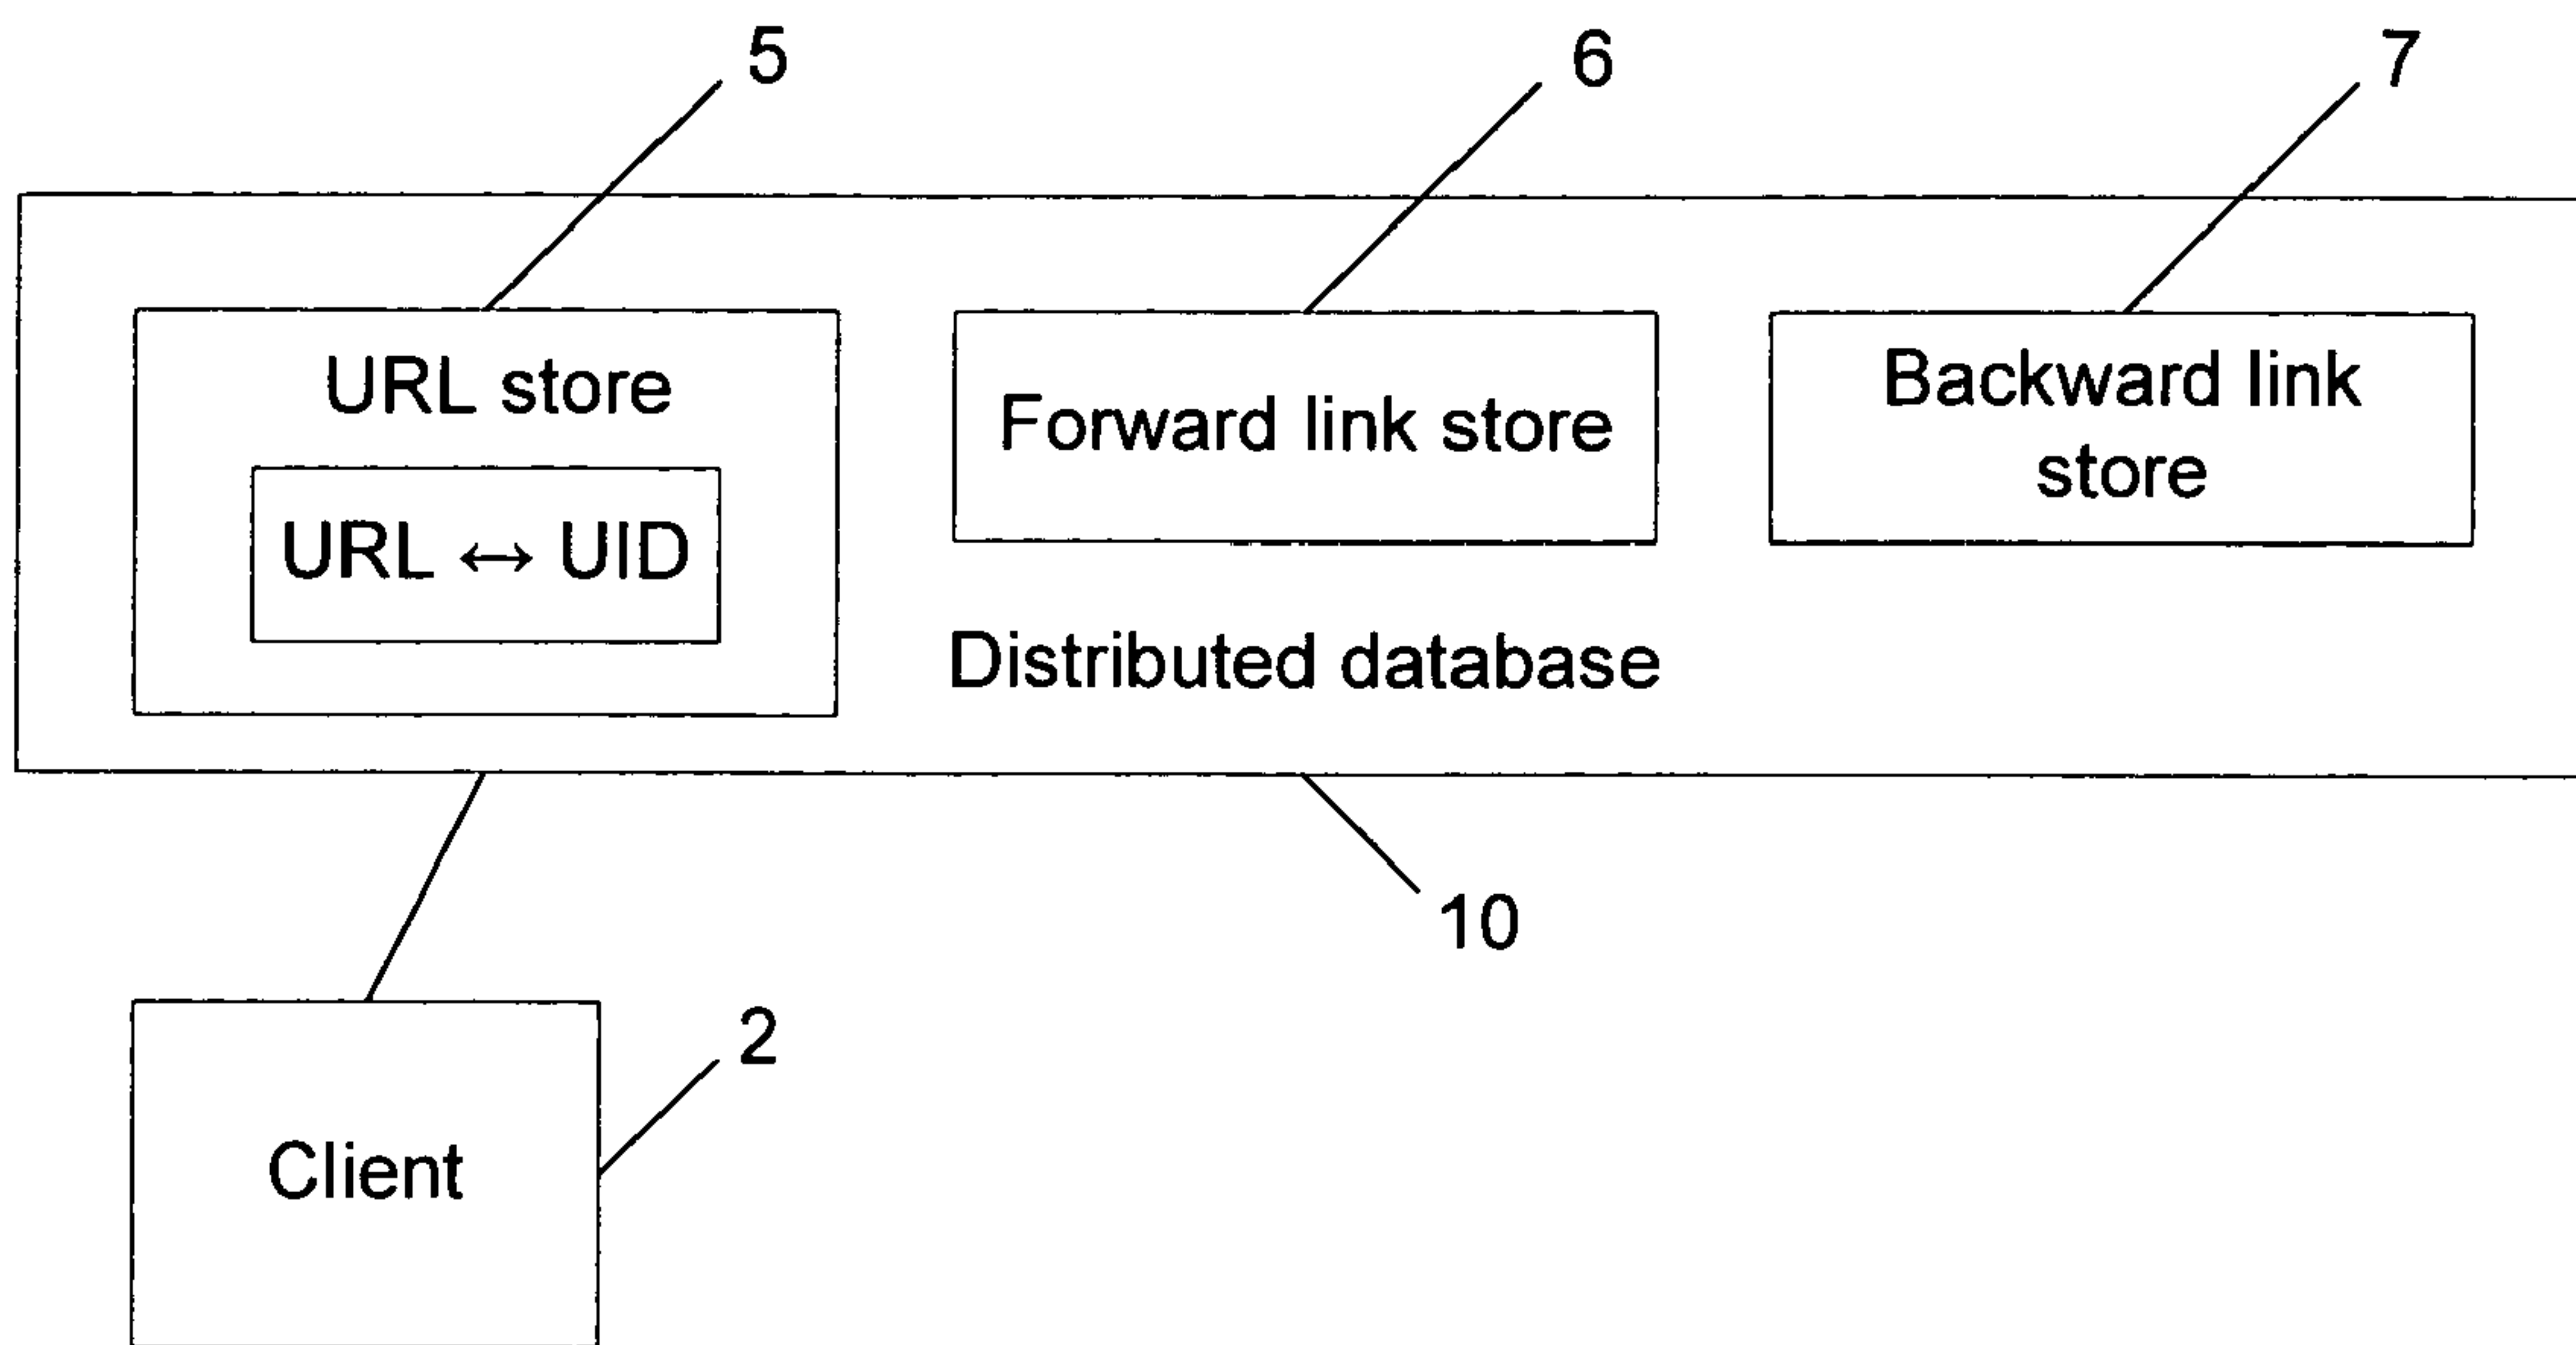 5
6
7
URL store
URL ↔ UID
Forward link store
Backward link
store
Distributed database
10
2
Client